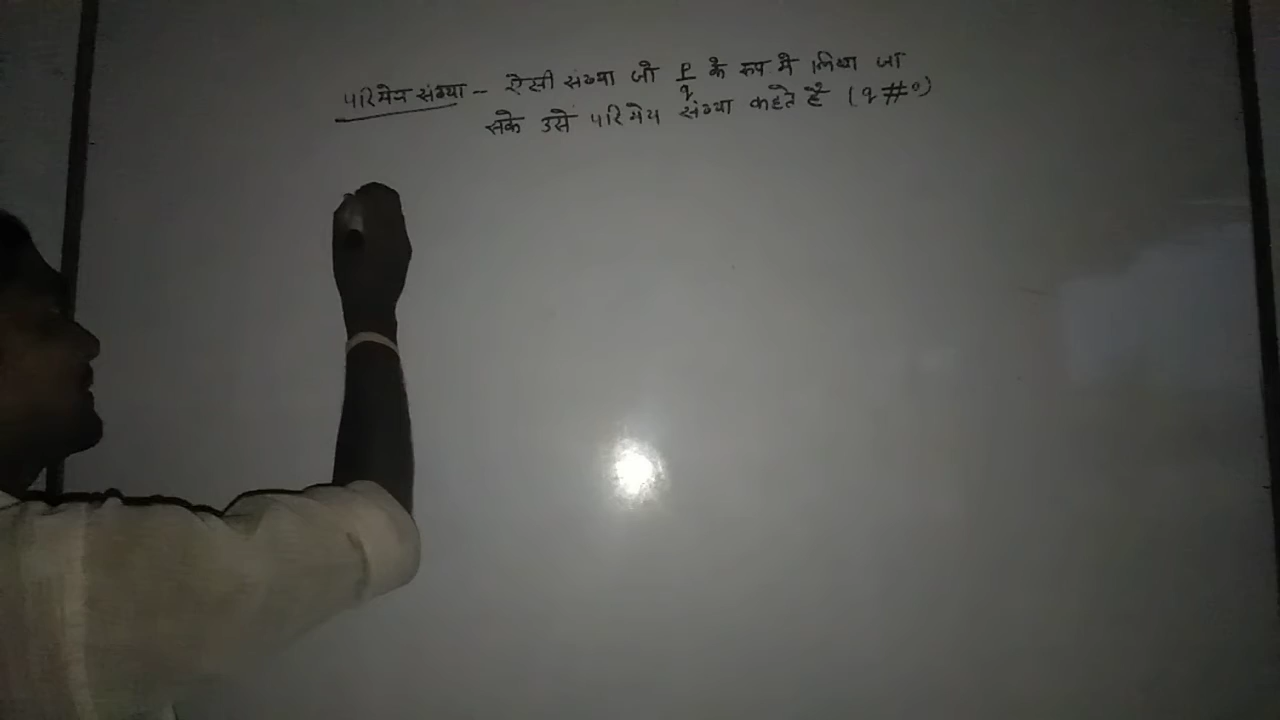 परिमेय संख्या - ऐसी संख्या जो p/q के रूप में लिखा जा
सके उसे परिमेय संख्या कहते है (q # 0)